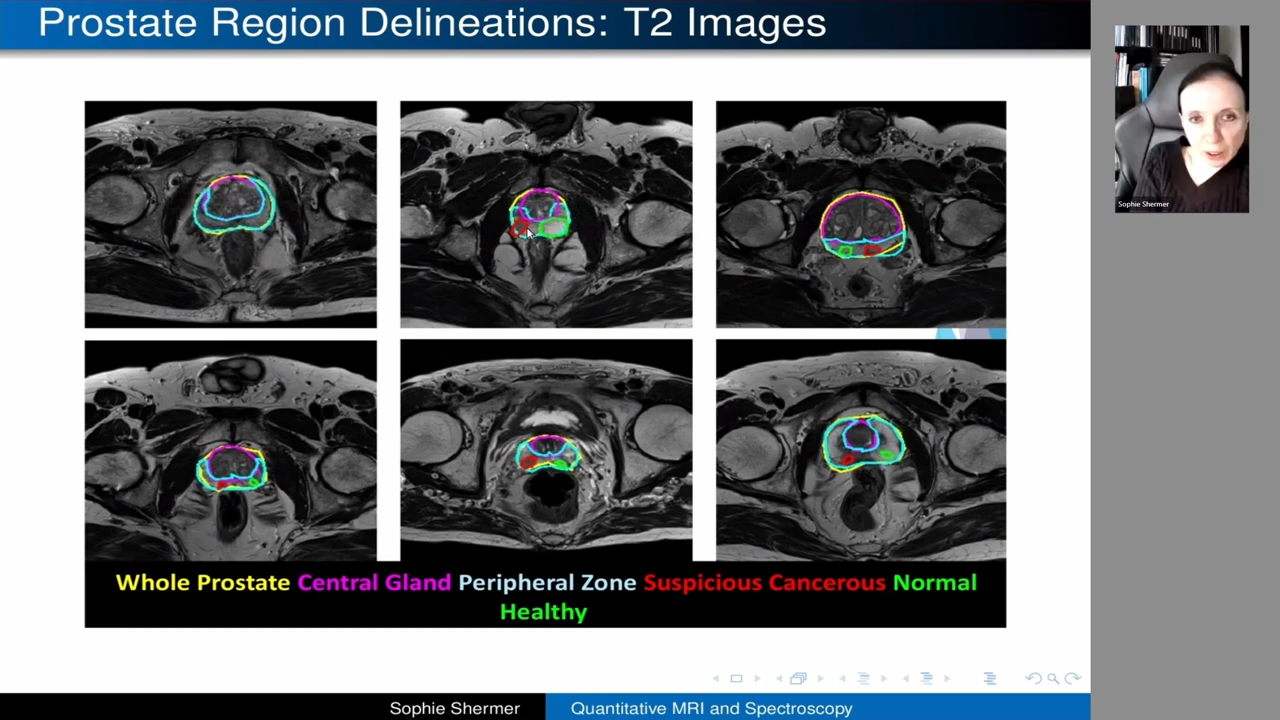 Prostate Region Delineations: T2 Images
Sophie Shermer
Whole Prostate Central Gland Peripheral Zone Suspicious Cancerous Normal
Healthy
Sophie Shermer
Quantitative MRI and Spectroscopy